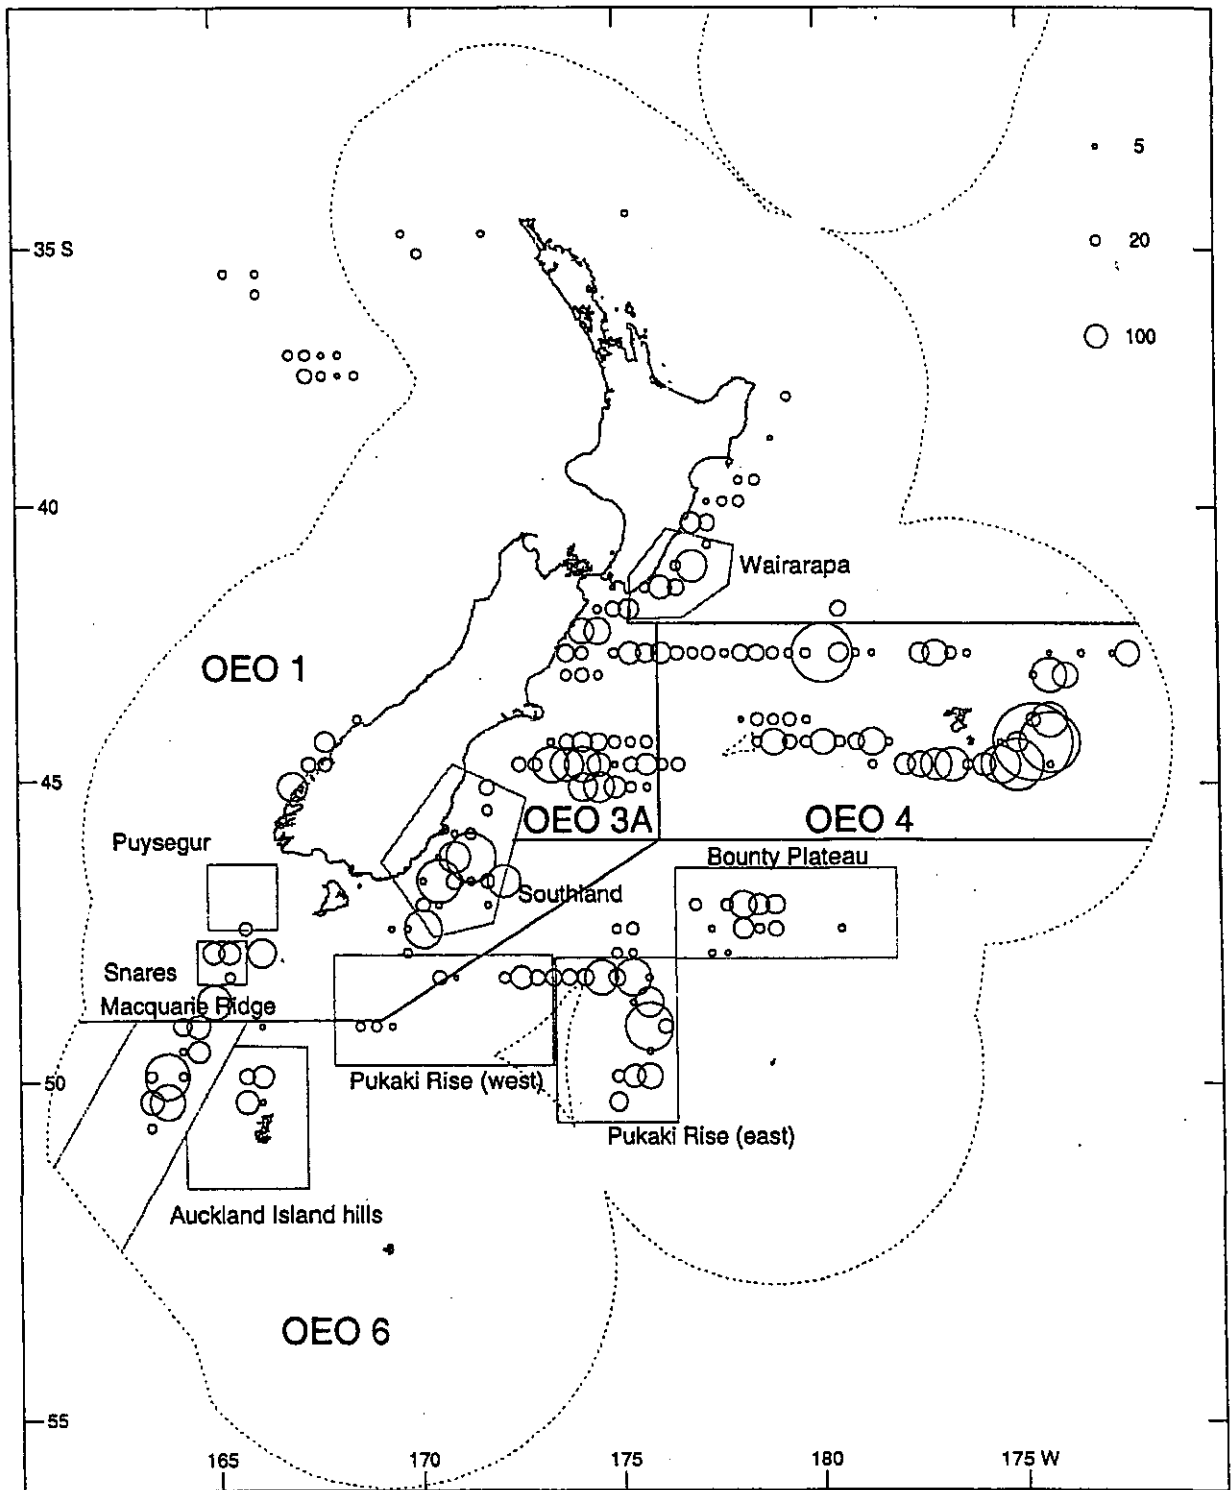 5
35 S
20
100
40
Wairarapa
OEO 1
45
OEO 3A
OEO 4
Puysegur
Bounty Plateau
Southland
Snares
Macquarie Ridge
50
Pukaki Rise (west)
Pukaki Rise (east)
Auckland Island hills
OEO 6
55
165
170
175
180
175 W